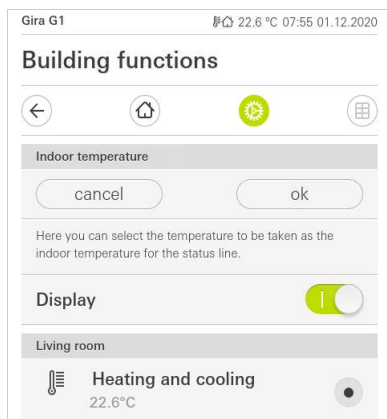 Gira G1 22.6 °C 07:55 01.12.2020
Building functions
Indoor temperature
cancel ok
Here you can select the temperature to be taken as the
indoor temperature for the status line.
Display
Living room
Heating and cooling
22.6°C